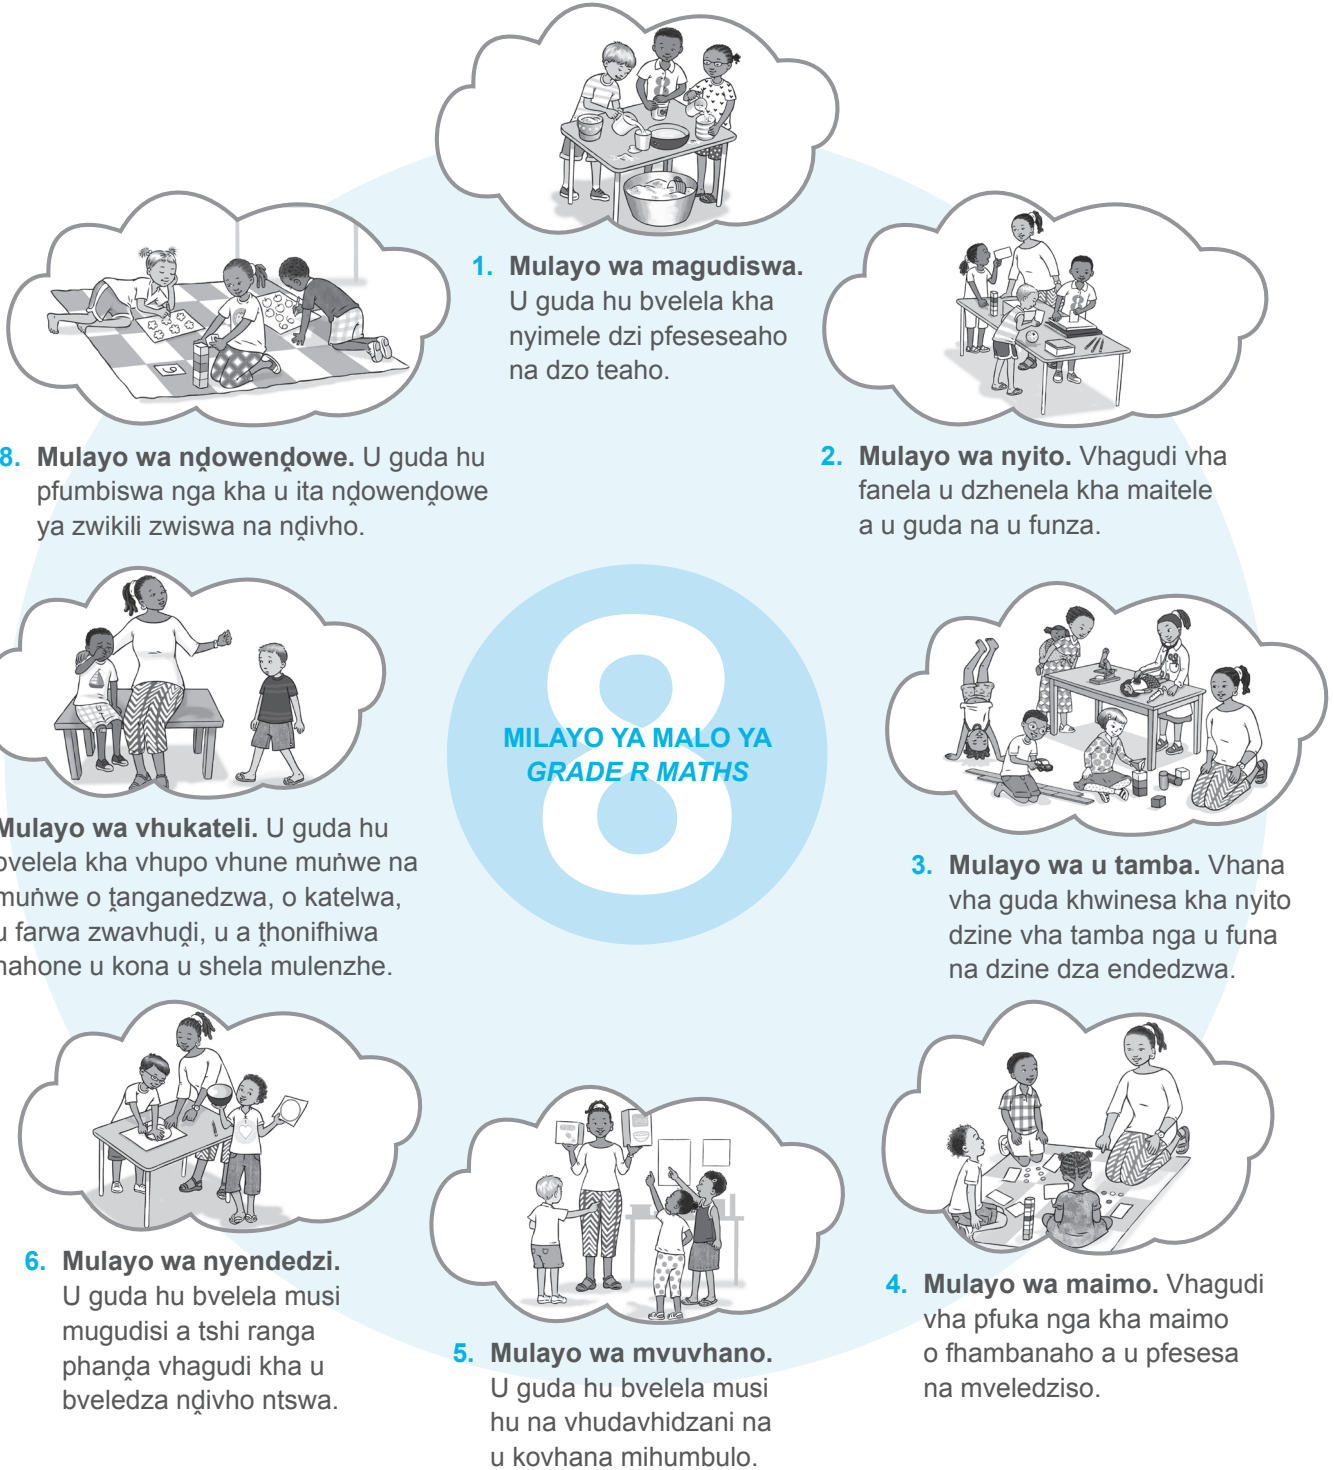 1. Mulayo wa magudiswa.
U guda hu bvelela kha
nyimele dzi pfeseseaho
na dzo teaho.
2. Mulayo wa nyito. Vhagudi vha
fanela u dzhenela kha maitele
a u guda na u funza.
3. Mulayo wa u tamba. Vhana
vha guda khwinesa kha nyito
dzine vha tamba nga u funa
na dzine dza endedzwa.
4. Mulayo wa maimo. Vhagudi
vha pfuka nga kha maimo
o fhambanaho a u pfesesa
na mveledziso.
5. Mulayo wa mvuvhano.
U guda hu bvelela musi
hu na vhudavhidzani na
u kovhana mihumbulo.
6. Mulayo wa nyendedzi.
U guda hu bvelela musi
mugudisi a tshi ranga
phanḓa vhagudi kha u
bveledza nḓivho ntswa.
Mulayo wa vhukateli. U guda hu
bvelela kha vhupo vhune muṅwe na
muṅwe o ṱanganedzwa, o katelwa,
u farwa zwavhuḓi, u a ṱhonifhiwa
nahone u kona u shela mulenzhe.
8. Mulayo wa nḓowenḓowe. U guda hu
pfumbiswa nga kha u ita nḓowenḓowe
ya zwikili zwiswa na nḓivho.
8
MILAYO YA MALO YA
GRADE R MATHS